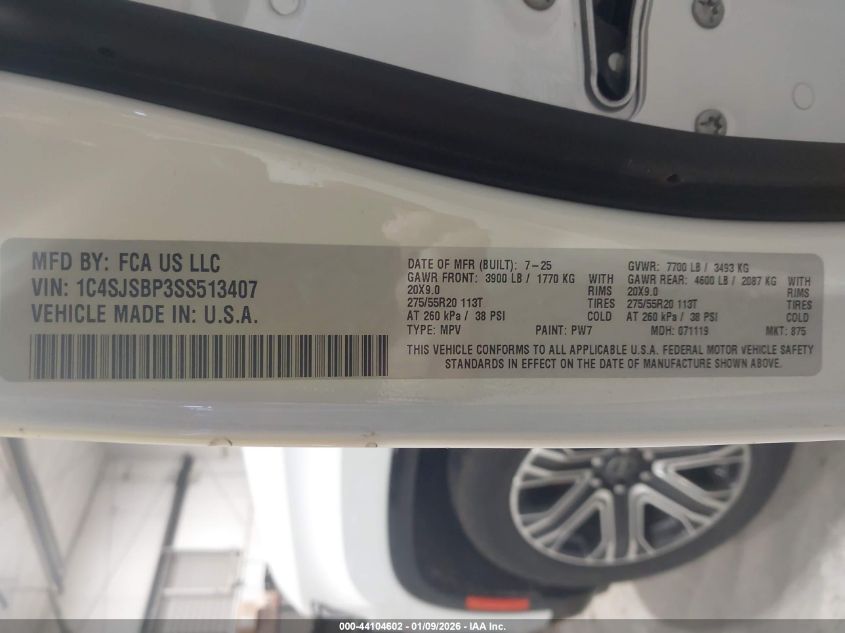 MFD BY: FCA US LLC
VIN: 1C4SJSBP3SS513407
VEHICLE MADE IN: U.S.A.
DATE OF MFR (BUILT): 7-25 GVWR: 7700 LB / 3493 KG
GAWR FRONT: 3900 LB / 1770 KG WITH GAWR REAR: 4600 LB / 2087 KG WITH
20X9.0 RIMS 20X9.0 RIMS
275/55R20 113T TIRES 275/55R20 113T TIRES
AT 260 kPa / 38 PSI COLD AT 260 kPa / 38 PSI COLD
TYPE: MPV PAINT: PW7 MDH: 071119 MKT: 875
THIS VEHICLE CONFORMS TO ALL APPLICABLE U.S.A. FEDERAL MOTOR VEHICLE SAFETY
STANDARDS IN EFFECT ON THE DATE OF MANUFACTURE SHOWN ABOVE.
000-44104602 - 01/09/2026 - IAA Inc.